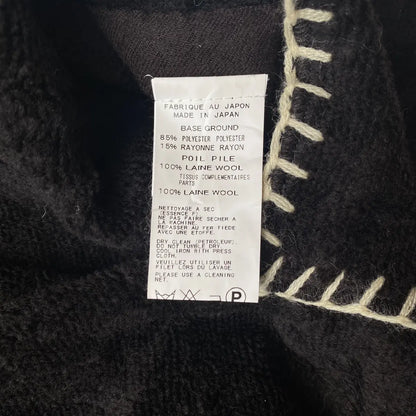 FABRIQUE AU JAPON
MADE IN JAPAN
BASE GROUND
85% POLYESTER POLYESTER
15% RAYONNE RAYON
POIL PILE
100% LAINE WOOL
TISSUS COMPLEMENTAIRES
PARTS
100% LAINE WOOL
NETTOYAGE A SEC
(ESSENCE F)
NE PAS FAIRE SECHER A
LA MACHINE.
REPASSER AU FER TIEDE
AVEC UNE ETOFFE.
DRY CLEAN (PETROLEUM).
DO NOT TUMBLE DRY.
COOL IRON WITH PRESS
CLOTH.
VEUILLEZ UTILISER UN
FILET LORS DU LAVAGE.
PLEASE USE A CLEANING
NET.
P